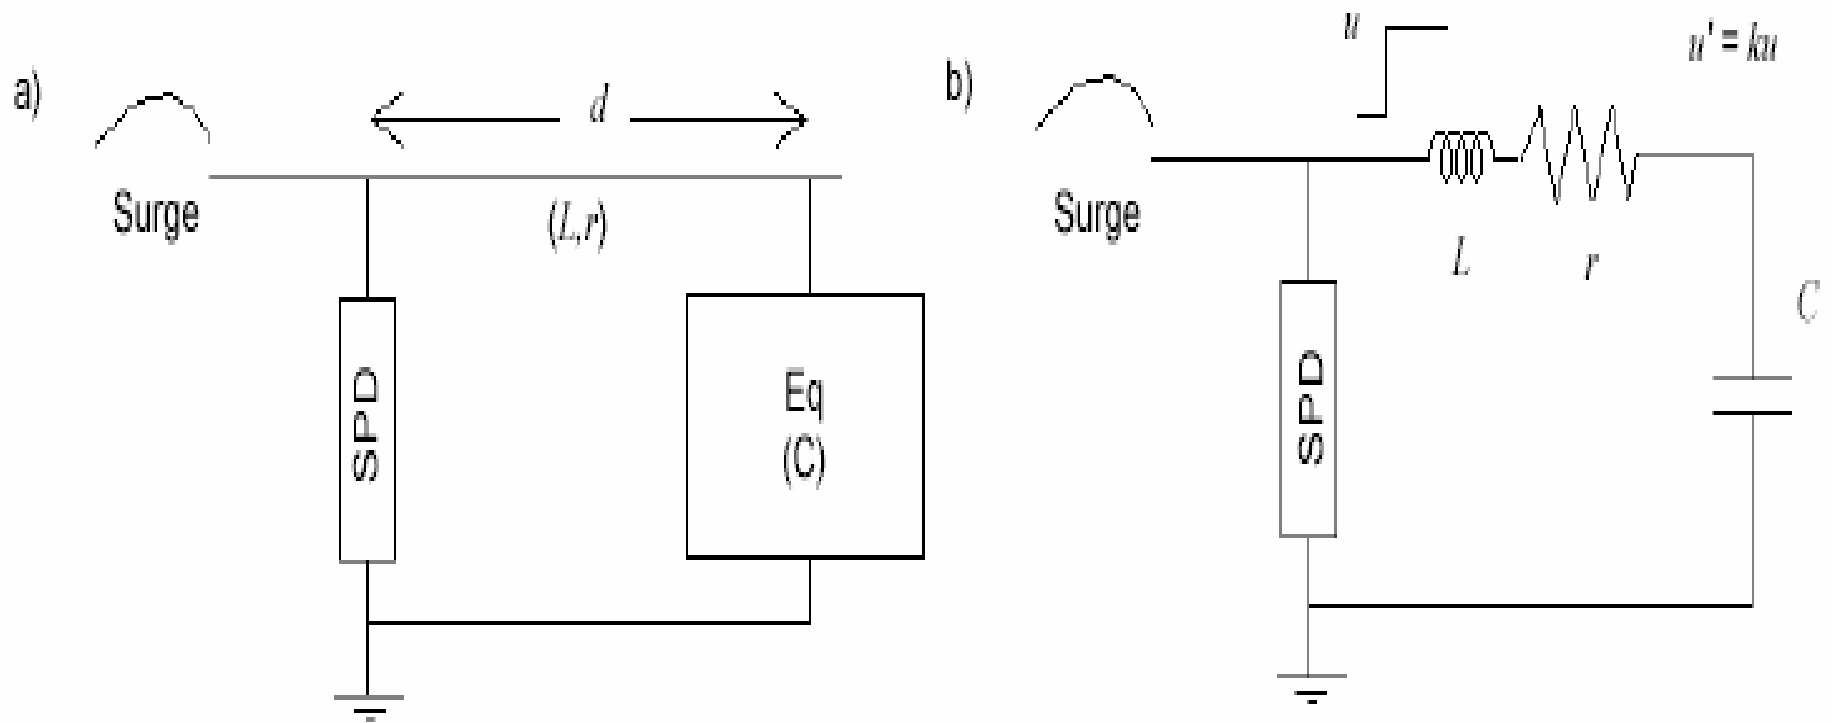 a)
Surge
d
(L,r)
SPD
Eq
(C)
b)
Surge
u
u' = ku
L
r
C
SPD